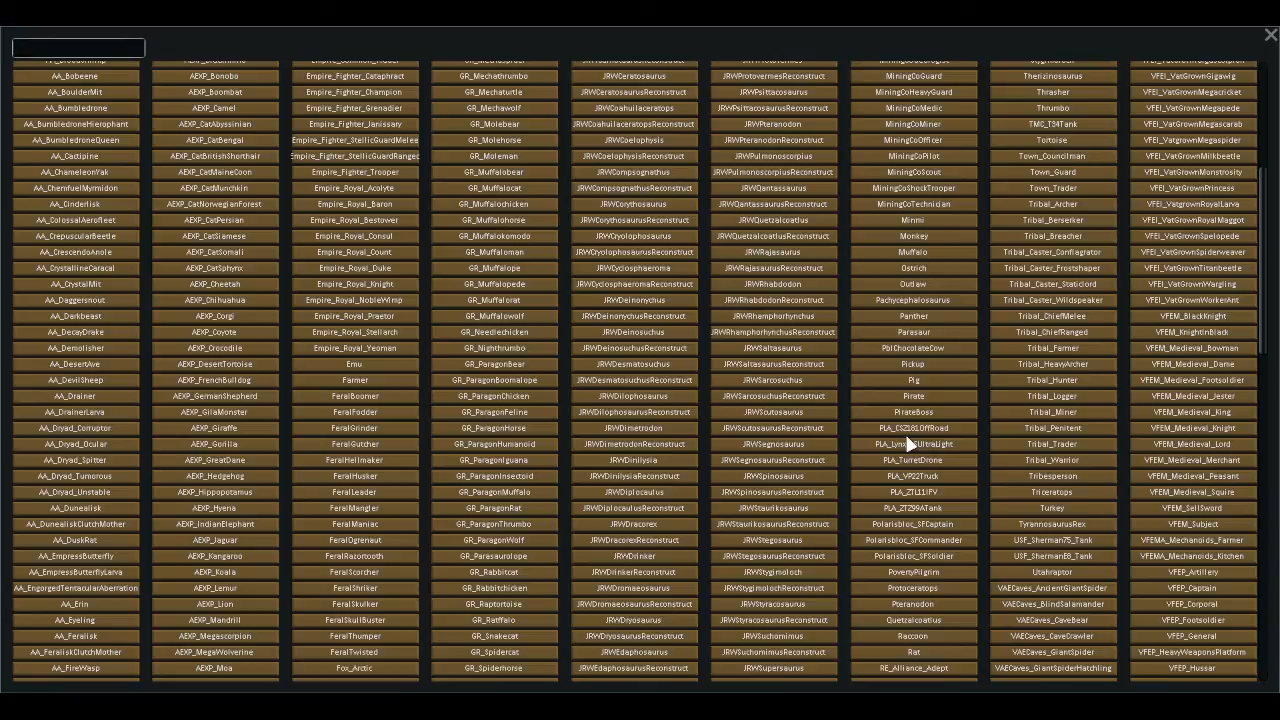 AA_Bobeene
AA_BoulderMit
AA_Bumbledrone
AA_BumbledroneHierophant
AA_BumbledroneQueen
AA_Cactipine
AA_ChameleonYak
AA_ChemfuelMyrmidon
AA_Cinderlisk
AA_ColossalAerofleet
AA_CrepuscularBeetle
AA_CrescendoAnole
AA_CrystallineCaracal
AA_CrystalMit
AA_Daggersnout
AA_Darkbeast
AA_DecayDrake
AA_Demolisher
AA_DesertAve
AA_DevilSheep
AA_Drainer
AA_DrainerLarva
AA_Dryad_Corruptor
AA_Dryad_Ocular
AA_Dryad_Spitter
AA_Dryad_Tumorous
AA_Dryad_Unstable
AA_Dunealisk
AA_DunealiskClutchMother
AA_DuskRat
AA_EmpressButterfly
AA_EmpressButterflyLarva
AA_EngorgedTentacularAberration
AA_Erin
AA_Eyeling
AA_Feralisk
AA_FeraliskClutchMother
AA_FireWasp
AEXP_Bonobo
AEXP_Boombat
AEXP_Camel
AEXP_CatAbyssinian
AEXP_CatBengal
AEXP_CatBritishShorthair
AEXP_CatMaineCoon
AEXP_CatMunchkin
AEXP_CatNorwegianForest
AEXP_CatPersian
AEXP_CatSiamese
AEXP_CatSomali
AEXP_CatSphynx
AEXP_Cheetah
AEXP_Chihuahua
AEXP_Corgi
AEXP_Coyote
AEXP_Crocodile
AEXP_DesertTortoise
AEXP_FrenchBulldog
AEXP_GermanShepherd
AEXP_GilaMonster
AEXP_Giraffe
AEXP_Gorilla
AEXP_GreatDane
AEXP_Hedgehog
AEXP_Hippopotamus
AEXP_Hyena
AEXP_IndianElephant
AEXP_Jaguar
AEXP_Kangaroo
AEXP_Koala
AEXP_Lemur
AEXP_Lion
AEXP_Mandrill
AEXP_Megascorpion
AEXP_MegaWolverine
AEXP_Moa
Empire_Fighter_Cataphract
Empire_Fighter_Champion
Empire_Fighter_Grenadier
Empire_Fighter_Janissary
Empire_Fighter_StellicGuardMelee
Empire_Fighter_StellicGuardRanged
Empire_Fighter_Trooper
Empire_Royal_Acolyte
Empire_Royal_Baron
Empire_Royal_Bestower
Empire_Royal_Consul
Empire_Royal_Count
Empire_Royal_Duke
Empire_Royal_Knight
Empire_Royal_NobleWimp
Empire_Royal_Praetor
Empire_Royal_Stellarch
Empire_Royal_Yeoman
Emu
Farmer
FeralBoomer
FeralFodder
FeralGrinder
FeralGutcher
FeralHellmaker
FeralHunter
FeralLeader
FeralMangler
FeralManiac
FeralOgrenaut
FeralRazortooth
FeralScorcher
FeralShriker
FeralSkulker
FeralSkullBuster
FeralThumper
FeralTwisted
Fox_Arctic
GR_Mechathrumbo
GR_Mechaturtle
GR_Mechawolf
GR_Molebear
GR_Molehorse
GR_Moleman
GR_Muffalobear
GR_Muffalocat
GR_Muffalochicken
GR_Muffalohorse
GR_Muffalokomodo
GR_Muffaloman
GR_Muffalope
GR_Muffalopede
GR_Muffalorat
GR_Muffalowolf
GR_Needlechicken
GR_Nighthrumbo
GR_ParagonBear
GR_ParagonBoomalope
GR_ParagonChicken
GR_ParagonFeline
GR_ParagonHorse
GR_ParagonHumanoid
GR_ParagonIguana
GR_ParagonInsectoid
GR_ParagonMuffalo
GR_ParagonRat
GR_ParagonThrumbo
GR_ParagonWolf
GR_Parasaurolope
GR_Rabbitcat
GR_Rabbitchicken
GR_Raptortoise
GR_Ratffalo
GR_Snakecat
GR_Spidercat
GR_Spiderhorse
JRWCeratosaurus
JRWCeratosaurusReconstruct
JRWCoahuilaceratops
JRWCoahuilaceratopsReconstruct
JRWCoelophysis
JRWCoelophysisReconstruct
JRWCompsognathus
JRWCompsognathusReconstruct
JRWCorythosaurus
JRWCorythosaurusReconstruct
JRWCryolophosaurus
JRWCryolophosaurusReconstruct
JRWCyclosphaeroma
JRWCyclosphaeromaReconstruct
JRWDeinonychus
JRWDeinonychusReconstruct
JRWDeinosuchus
JRWDeinosuchusReconstruct
JRWDesmatosuchus
JRWDesmatosuchusReconstruct
JRWDilophosaurus
JRWDilophosaurusReconstruct
JRWDimetrodon
JRWDimetrodonReconstruct
JRWDinilysia
JRWDinilysiaReconstruct
JRWDiplocaulus
JRWDiplocaulusReconstruct
JRWDracorex
JRWDracorexReconstruct
JRWDrinker
JRWDrinkerReconstruct
JRWDromaeosaurus
JRWDromaeosaurusReconstruct
JRWDryosaurus
JRWDryosaurusReconstruct
JRWEdaphosaurus
JRWEdaphosaurusReconstruct
JRWProtovermesReconstruct
JRWPsittacosaurus
JRWPsittacosaurusReconstruct
JRWPteranodon
JRWPteranodonReconstruct
JRWPulmonoscorpius
JRWPulmonoscorpiusReconstruct
JRWQantassaurus
JRWQantassaurusReconstruct
JRWQuetzalcoatlus
JRWQuetzalcoatlusReconstruct
JRWRajasaurus
JRWRajasaurusReconstruct
JRWRhabdodon
JRWRhabdodonReconstruct
JRWRhamphorhynchus
JRWRhamphorhynchusReconstruct
JRWSaltasaurus
JRWSaltasaurusReconstruct
JRWSarcosuchus
JRWSarcosuchusReconstruct
JRWScutosaurus
JRWScutosaurusReconstruct
JRWSegnosaurus
JRWSegnosaurusReconstruct
JRWSpinosaurus
JRWSpinosaurusReconstruct
JRWStaurikosaurus
JRWStaurikosaurusReconstruct
JRWStegosaurus
JRWStegosaurusReconstruct
JRWStygimoloch
JRWStygimolochReconstruct
JRWStyracosaurus
JRWStyracosaurusReconstruct
JRWSuchomimus
JRWSuchomimusReconstruct
JRWSupersaurus
MiningCoGuard
MiningCoHeavyGuard
MiningCoMedic
MiningCoMiner
MiningCoOfficer
MiningCoPilot
MiningCoScout
MiningCoShockTrooper
MiningCoTechnician
Minmi
Monkey
Muffalo
Ostrich
Outlaw
Pachycephalosaurus
Panther
Parasaur
PblChocolateCow
Pickup
Pig
Pirate
PirateBoss
PLA_CSZ181OffRoad
PLA_TurretDrone
PLA_VP22Truck
PLA_ZTL11IFV
PLA_ZTZ99ATank
Polarisbloc_SFCaptain
Polarisbloc_SFCommander
Polarisbloc_SFSoldier
PovertyPilgrim
Protoceratops
Pteranodon
Quetzalcoatlus
Raccoon
Rat
RE_Alliance_Adept
Therizinosaurus
Thrasher
Thrumbo
TMC_T34Tank
Tortoise
Town_Councilman
Town_Guard
Town_Trader
Tribal_Archer
Tribal_Berserker
Tribal_Breacher
Tribal_Caster_Conflagrator
Tribal_Caster_Frostshaper
Tribal_Caster_Staticlord
Tribal_Caster_Wildspeaker
Tribal_ChiefMelee
Tribal_ChiefRanged
Tribal_Farmer
Tribal_HeavyArcher
Tribal_Hunter
Tribal_Logger
Tribal_Miner
Tribal_Penitent
Tribal_Trader
Tribal_Warrior
Tribesperson
Triceratops
Turkey
TyrannosaurusRex
USF_Sherman75_Tank
USF_Sherman76_Tank
Utahraptor
VAECaves_AncientGiantSpider
VAECaves_BlindSalamander
VAECaves_CaveBear
VAECaves_CaveCrawler
VAECaves_GiantSpider
VAECaves_GiantSpiderHatchling
VFEI_VatGrownGigawig
VFEI_VatGrownMegacricket
VFEI_VatGrownMegapede
VFEI_VatGrownMegascarab
VFEI_VatGrownMilkbeetle
VFEI_VatGrownMonstrosity
VFEI_VatGrownPrincess
VFEI_VatGrownRoyalLarva
VFEI_VatGrownRoyalMaggot
VFEI_VatGrownSpelopede
VFEI_VatGrownSpiderweaver
VFEI_VatGrownTitanbeetle
VFEI_VatGrownWargling
VFEI_VatGrownWorkerAnt
VFEM_BlackKnight
VFEM_KnightInBlack
VFEM_Medieval_Bowman
VFEM_Medieval_Dame
VFEM_Medieval_Footsoldier
VFEM_Medieval_Jester
VFEM_Medieval_King
VFEM_Medieval_Knight
VFEM_Medieval_Lord
VFEM_Medieval_Merchant
VFEM_Medieval_Peasant
VFEM_Medieval_Squire
VFEM_SellSword
VFEM_Subject
VFEMA_Mechanoids_Farmer
VFEM_Mechanoids_Kitchen
VFEP_Artillery
VFEP_Captain
VFEP_Corporal
VFEP_Footsoldier
VFEP_General
VFEP_HeavyWeaponsPlatform
VFEP_Hussar